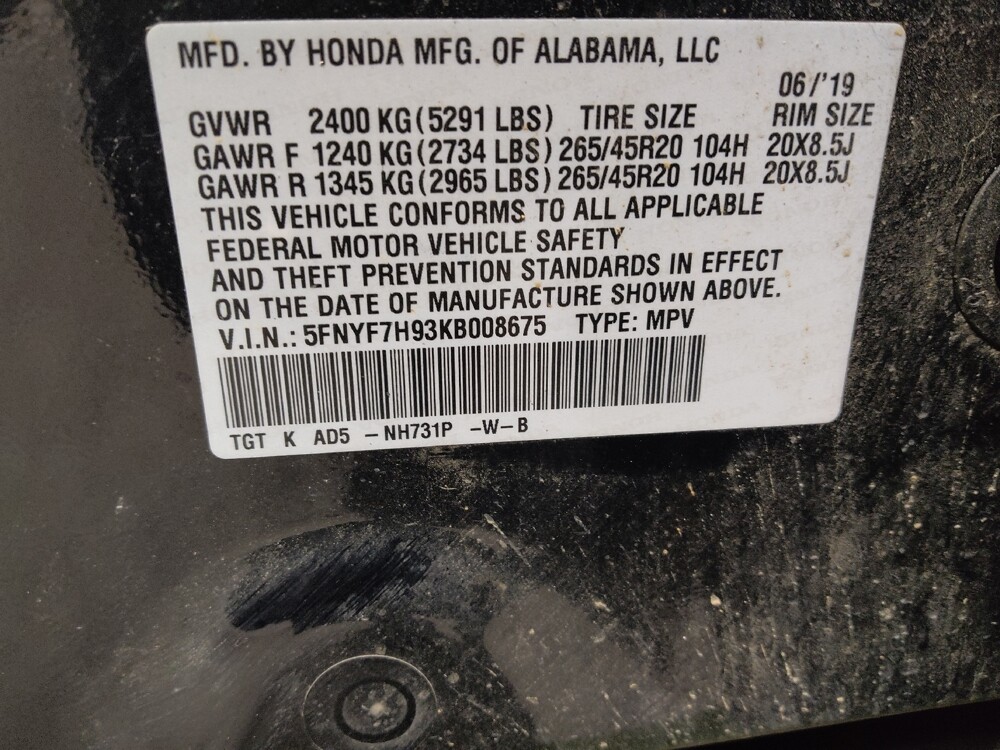 MFD. BY HONDA MFG. OF ALABAMA, LLC
06/'19
GVWR 2400 KG(5291 LBS) TIRE SIZE RIM SIZE
GAWR F 1240 KG(2734 LBS) 265/45R20 104H 20X8.5J
GAWR R 1345 KG(2965 LBS) 265/45R20 104H 20X8.5J
THIS VEHICLE CONFORMS TO ALL APPLICABLE
FEDERAL MOTOR VEHICLE SAFETY
AND THEFT PREVENTION STANDARDS IN EFFECT
ON THE DATE OF MANUFACTURE SHOWN ABOVE.
V.I.N.: 5FNYF7H93KB008675 TYPE: MPV
TGT K AD5 -NH731P -W-B